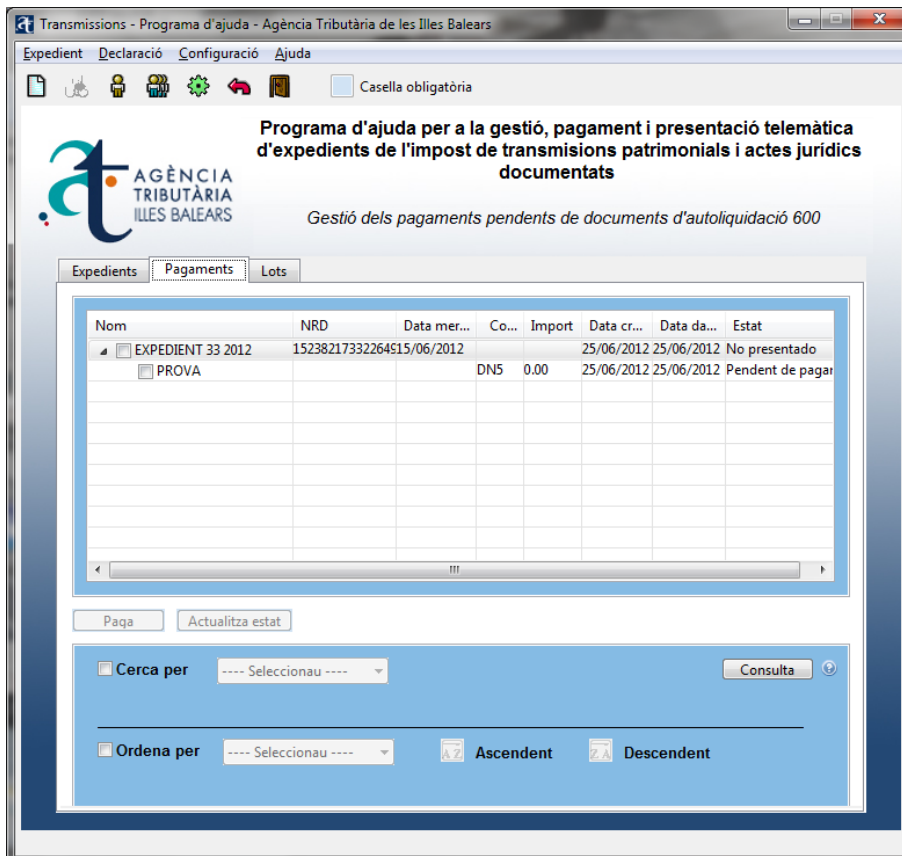 Transmissions - Programa d'ajuda - Agència Tributària de les Illes Balears
Expedient Declaració Configuració Ajuda
Casella obligatòria
Programa d'ajuda per a la gestió, pagament i presentació telemàtica
d'expedients de l'impost de transmisions patrimonials i actes jurídics
documentats
AGÈNCIA
TRIBUTÀRIA
ILLES BALEARS
Gestió dels pagaments pendents de documents d'autoliquidació 600
Expedients Pagaments Lots
Nom NRD Data mer... Co... Import Data cr... Data da... Estat
EXPEDIENT 33 2012 152382173322649 15/06/2012 25/06/2012 25/06/2012 No presentado
PROVA DN5 0.00 25/06/2012 25/06/2012 Pendent de pagar
Paga Actualitza estat
Cerca per ---- Seleccionau ---- Consulta
Ordena per ---- Seleccionau ---- A Z Ascendent Z A Descendent